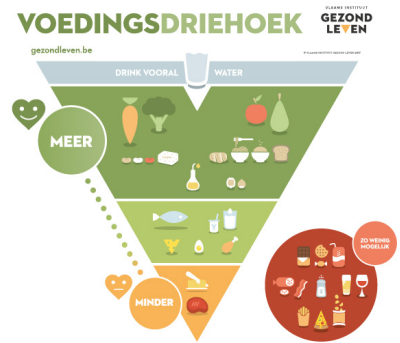 VOEDINGSDRIEHOEK
VLAAMS INSTITUUT
GEZOND
LEVEN
gezondleven.be
DRINK VOORAL WATER
MEER
ZO WEINIG
MOGELIJK
MINDER